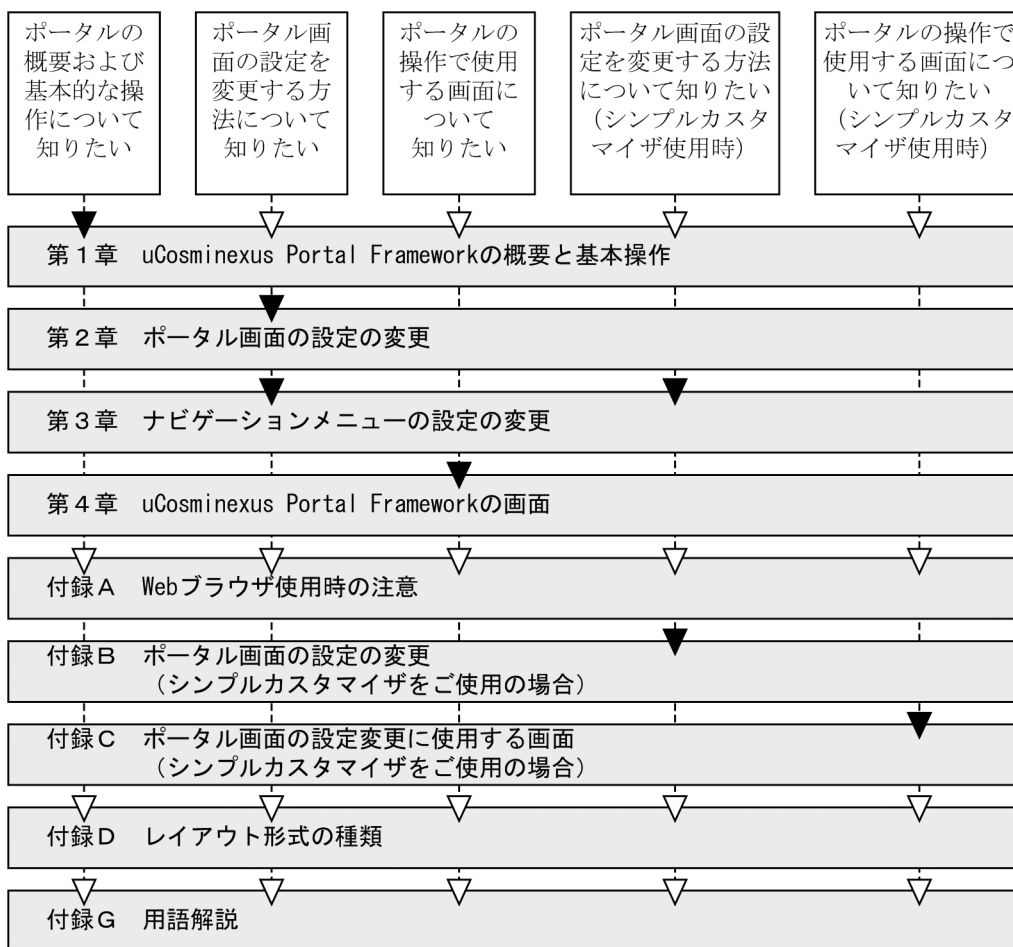 ポータルの
概要および
基本的な操
作について
知りたい
ポータル画
面の設定を
変更する方
法について
知りたい
ポータルの
操作で使用
する画面に
ついて
知りたい
ポータル画面の設
定を変更する方法
について知りたい
（シンプルカスタ
マイザ使用時）
ポータルの操作で
使用する画面につ
いて知りたい
（シンプルカスタ
マイザ使用時）
第１章　uCosminexus Portal Frameworkの概要と基本操作
第２章　ポータル画面の設定の変更
第３章　ナビゲーションメニューの設定の変更
第４章　uCosminexus Portal Frameworkの画面
付録Ａ　Webブラウザ使用時の注意
付録Ｂ　ポータル画面の設定の変更
（シンプルカスタマイザをご使用の場合）
付録Ｃ　ポータル画面の設定変更に使用する画面
（シンプルカスタマイザをご使用の場合）
付録Ｄ　レイアウト形式の種類
付録Ｇ　用語解説